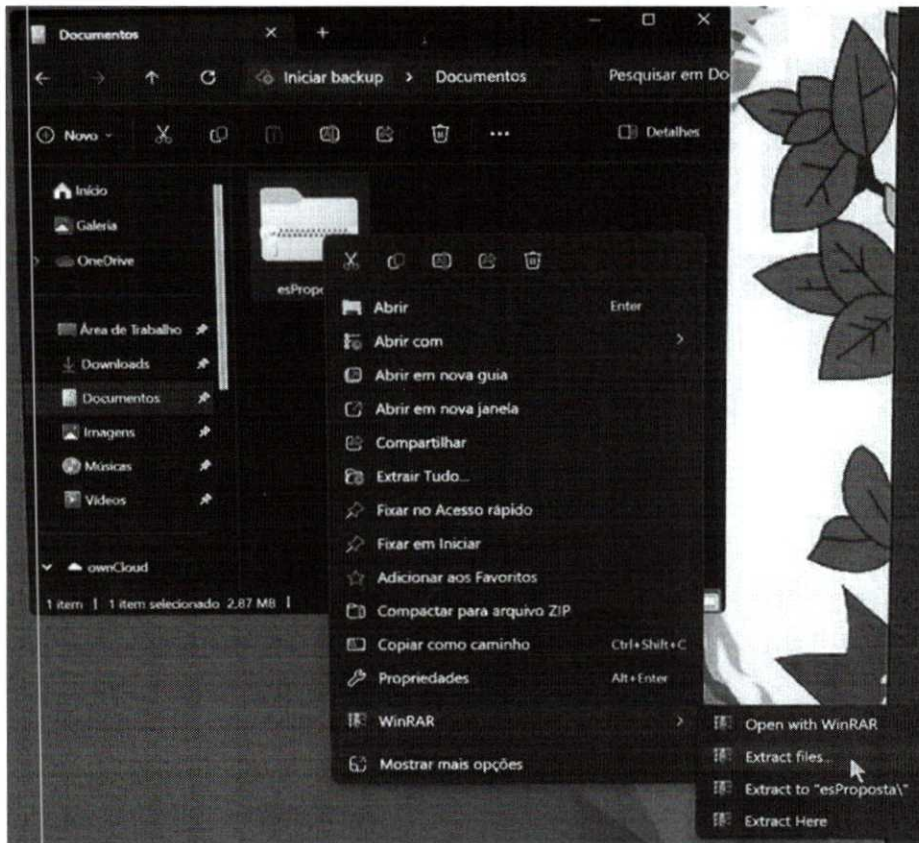 Documentos
Iniciar backup > Documentos Pesquisar em Do
Novo ... Detalhes
Início
Galeria
OneDrive
esPropo
Área de Trabalho
Downloads
Documentos
Imagens
Músicas
Vídeos
ownCloud
1 item | 1 item selecionado 2,87 MB |
Abrir Enter
Abrir com >
Abrir em nova guia
Abrir em nova janela
Compartilhar
Extrair Tudo...
Fixar no Acesso rápido
Fixar em Iniciar
Adicionar aos Favoritos
Compactar para arquivo ZIP
Copiar como caminho Ctrl+Shift+C
Propriedades Alt+Enter
WinRAR >
Mostrar mais opções
Open with WinRAR
Extract files...
Extract to "esProposta\"
Extract Here